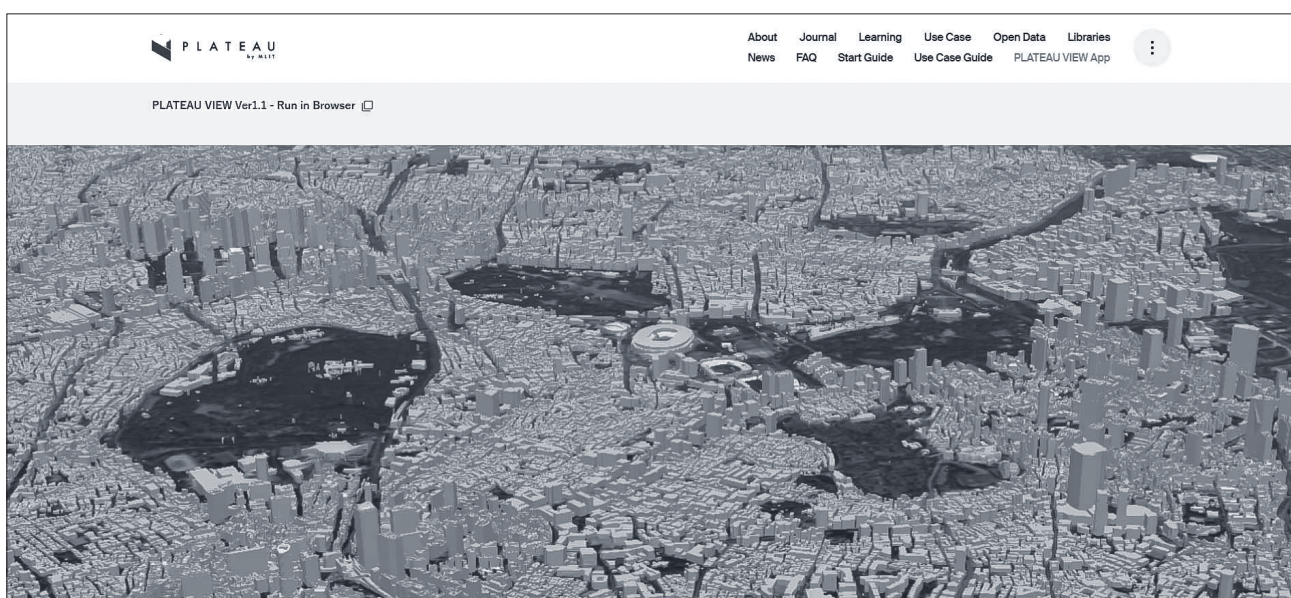 PLATEAU
by MLIT
About Journal Learning Use Case Open Data Libraries
News FAQ Start Guide Use Case Guide PLATEAU VIEW App
PLATEAU VIEW Ver1.1 - Run in Browser